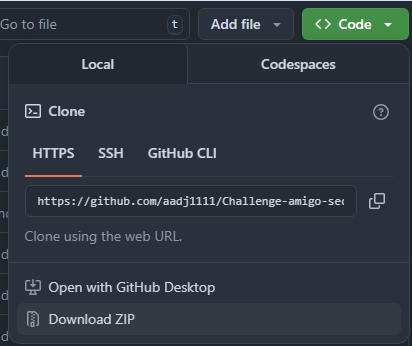 Go to file t Add file <> Code
Local Codespaces
Clone
HTTPS SSH GitHub CLI
https://github.com/aadj1111/Challenge-amigo-sec
Clone using the web URL.
Open with GitHub Desktop
Download ZIP